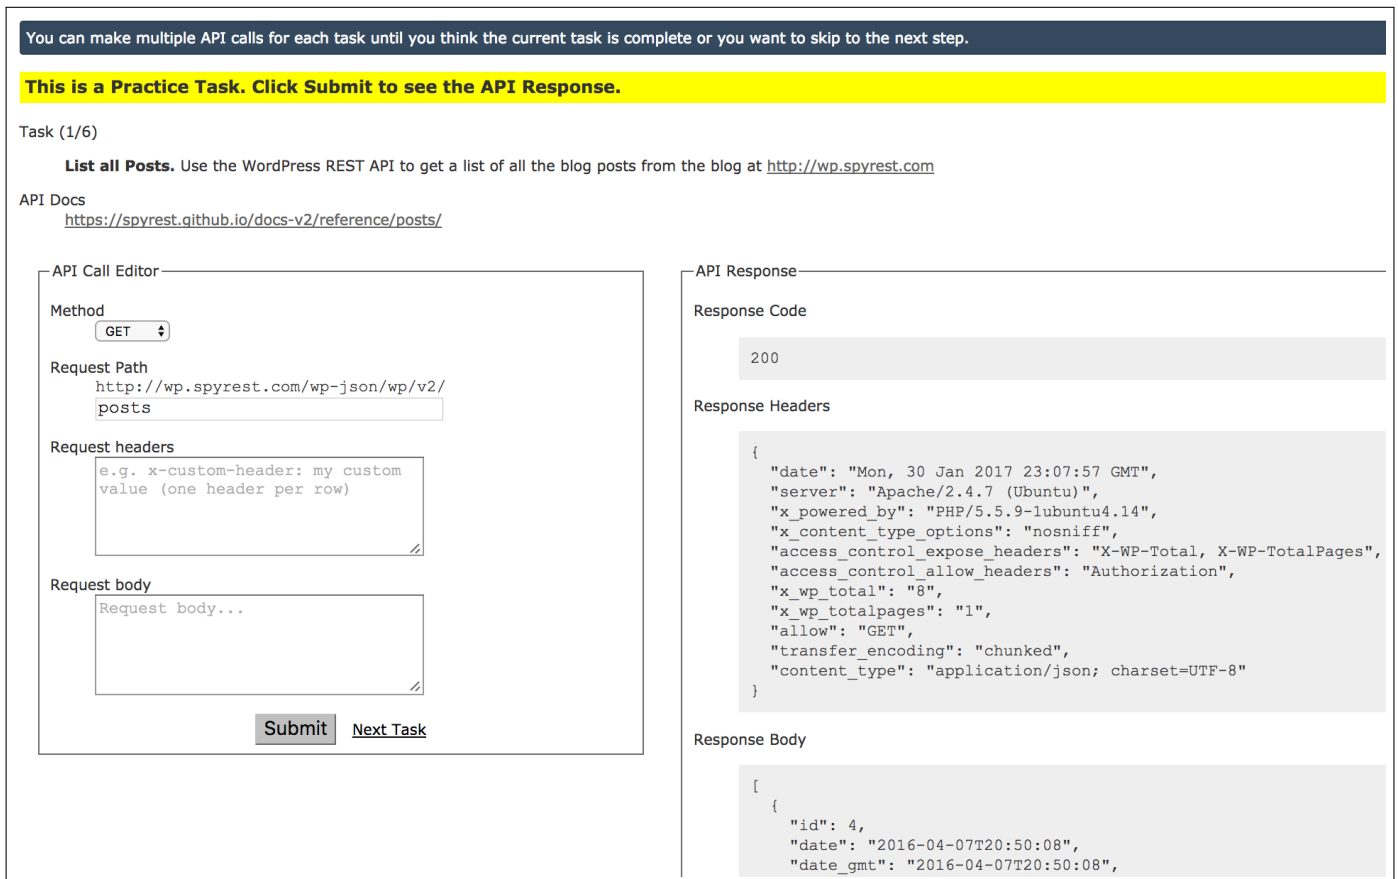 You can make multiple API calls for each task until you think the current task is complete or you want to skip to the next step.
This is a Practice Task. Click Submit to see the API Response.
Task (1/6)
List all Posts. Use the WordPress REST API to get a list of all the blog posts from the blog at http://wp.spyrest.com
API Docs
https://spyrest.github.io/docs-v2/reference/posts/
API Call Editor
Method
GET
Request Path
http://wp.spyrest.com/wp-json/wp/v2/
posts
Request headers
e.g. x-custom-header: my custom
value (one header per row)
Request body
Request body...
Submit Next Task
API Response
Response Code
200
Response Headers
{
"date": "Mon, 30 Jan 2017 23:07:57 GMT",
"server": "Apache/2.4.7 (Ubuntu)",
"x_powered_by": "PHP/5.5.9-1ubuntu4.14",
"x_content_type_options": "nosniff",
"access_control_expose_headers": "X-WP-Total, X-WP-TotalPages",
"access_control_allow_headers": "Authorization",
"x_wp_total": "8",
"x_wp_totalpages": "1",
"allow": "GET",
"transfer_encoding": "chunked",
"content_type": "application/json; charset=UTF-8"
}
Response Body
[
{
"id": 4,
"date": "2016-04-07T20:50:08",
"date_gmt": "2016-04-07T20:50:08",